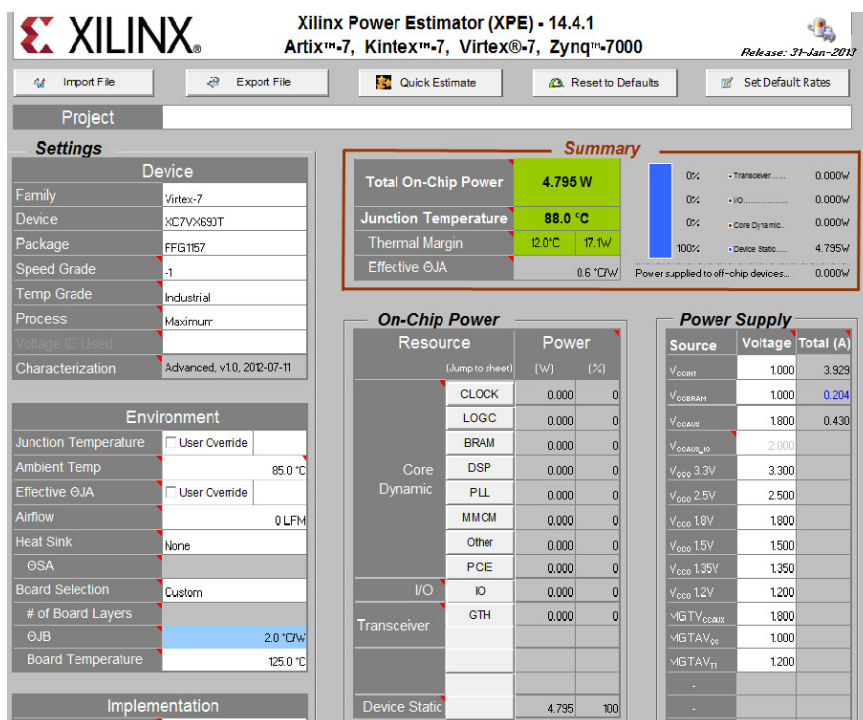 XILINX®
Xilinx Power Estimator (XPE) - 14.4.1
Artix™-7, Kintex™-7, Virtex®-7, Zynq™-7000
Release: 31-Jan-2013
Import File
Export File
Quick Estimate
Reset to Defaults
Set Default Rates
Project
Settings
Device
Family Virtex-7
Device XC7VX690T
Package FFG1157
Speed Grade -1
Temp Grade Industrial
Process Maximum
Voltage ID Used
Characterization Advanced, v1.0, 2012-07-11
Environment
Junction Temperature User Override
Ambient Temp 85.0 °C
Effective ΘJA User Override
Airflow 0 LFM
Heat Sink None
ΘSA
Board Selection Custom
# of Board Layers
ΘJB 2.0 °C/W
Board Temperature 125.0 °C
Implementation
Summary
Total On-Chip Power 4.795 W
Junction Temperature 88.0 °C
Thermal Margin 12.0°C 17.1W
Effective ΘJA 0.6 °C/W
0% Transceiver...... 0.000W
0% I/O.................. 0.000W
0% Core Dynamic.. 0.000W
100% Device Static..... 4.795W
Power supplied to off-chip devices... 0.000W
On-Chip Power
Resource Power
(Jump to sheet) (W) (%)
Core Dynamic
CLOCK 0.000 0
LOGIC 0.000 0
BRAM 0.000 0
DSP 0.000 0
PLL 0.000 0
MMCM 0.000 0
Other 0.000 0
PCIE 0.000 0
I/O IO 0.000 0
Transceiver GTH 0.000 0
Device Static 4.795 100
Power Supply
Source Voltage Total (A)
VCCINT 1.000 3.929
VCCBRAM 1.000 0.204
VCCAUX 1.800 0.430
VCCAUX_IO 2.000
VCCO 3.3V 3.300
VCCO 2.5V 2.500
VCCO 1.8V 1.800
VCCO 1.5V 1.500
VCCO 1.35V 1.350
VCCO 1.2V 1.200
MGTVCCAUX 1.800
MGTAVCC 1.000
MGTAVTT 1.200
-
-